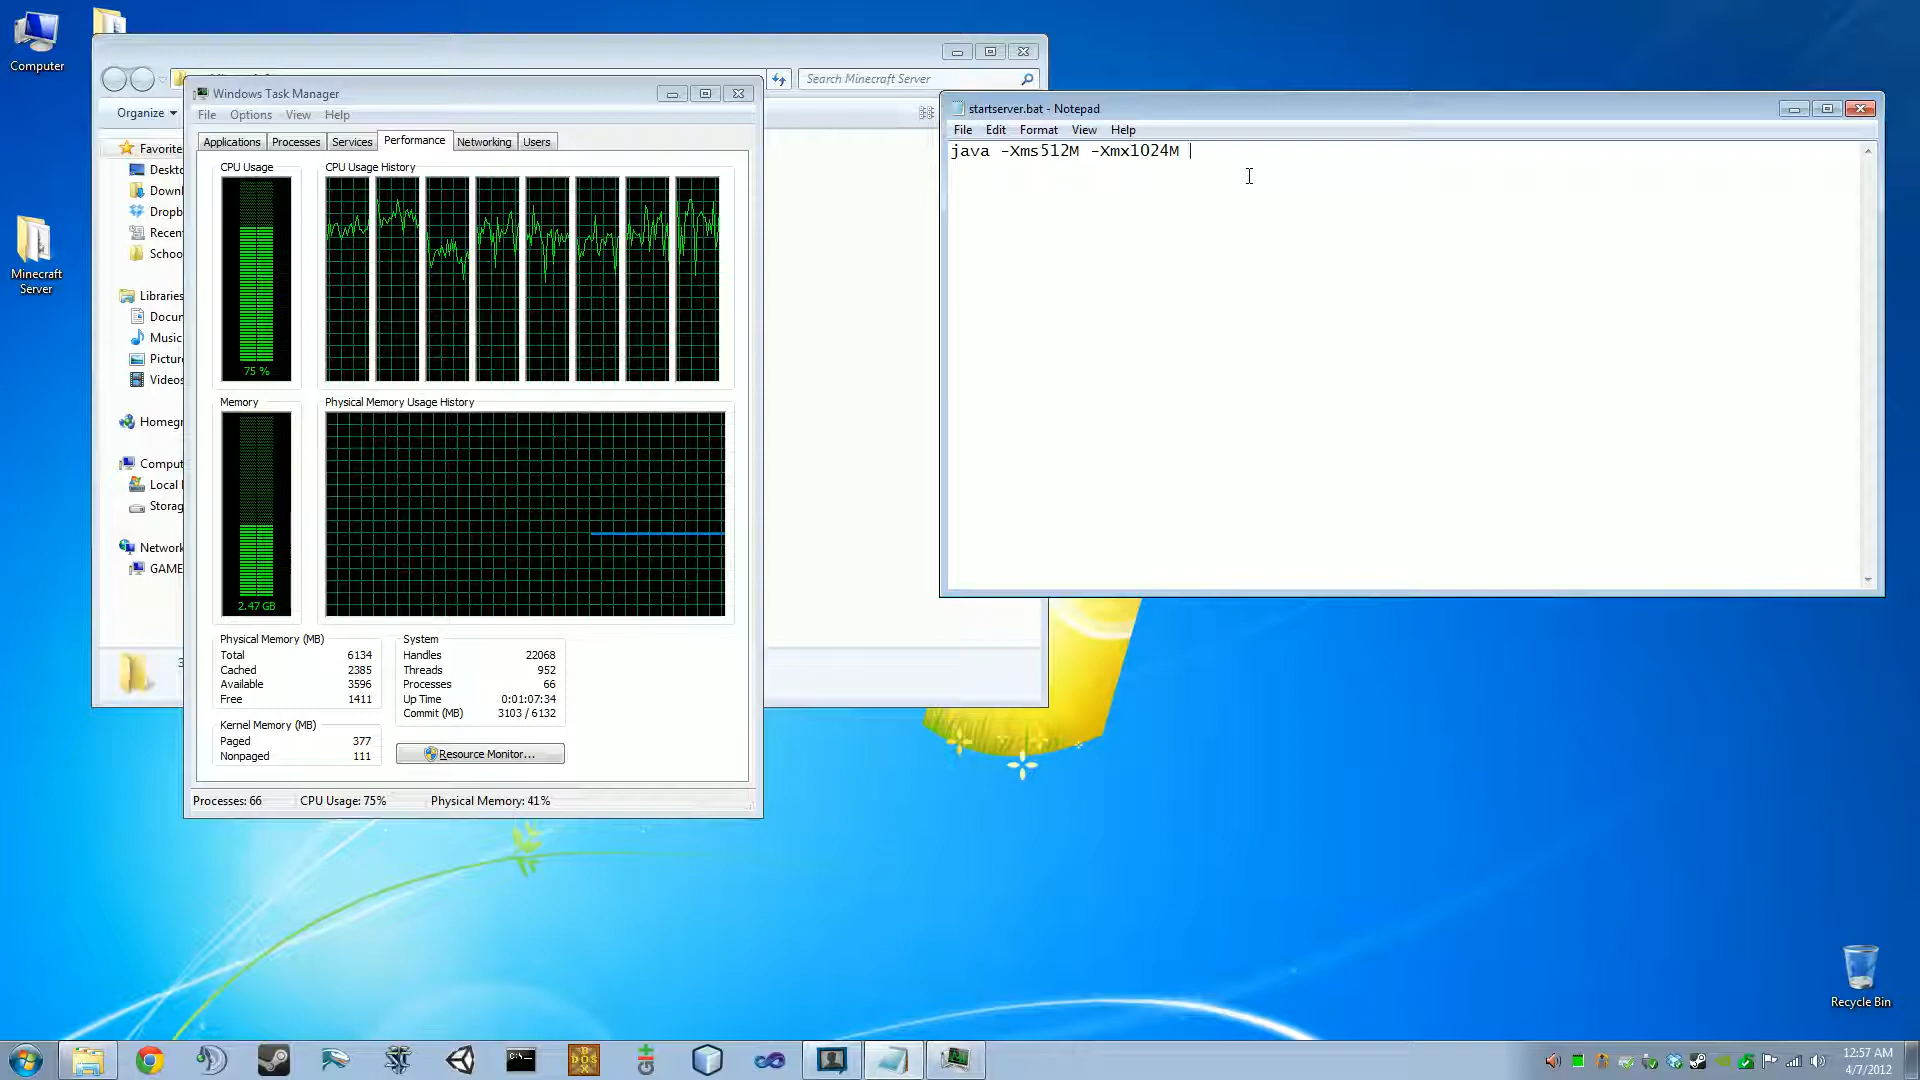 Computer
Minecraft
Server
Search Minecraft Server
Organize
Favorite
Deskto
Downl
Dropb
Recen
Schoo
Libraries
Docun
Music
Picture
Videos
Homegr
Comput
Local I
Storag
Network
GAME
Windows Task Manager
File Options View Help
Applications Processes Services Performance Networking Users
CPU Usage
CPU Usage History
75 %
Memory
Physical Memory Usage History
2.47 GB
Physical Memory (MB)
Total 6134
Cached 2385
Available 3596
Free 1411
Kernel Memory (MB)
Paged 377
Nonpaged 111
System
Handles 22068
Threads 952
Processes 66
Up Time 0:01:07:34
Commit (MB) 3103 / 6132
Resource Monitor...
Processes: 66 CPU Usage: 75% Physical Memory: 41%
startserver.bat - Notepad
File Edit Format View Help
java -Xms512M -Xmx1024M
Recycle Bin
12:57 AM
4/7/2012